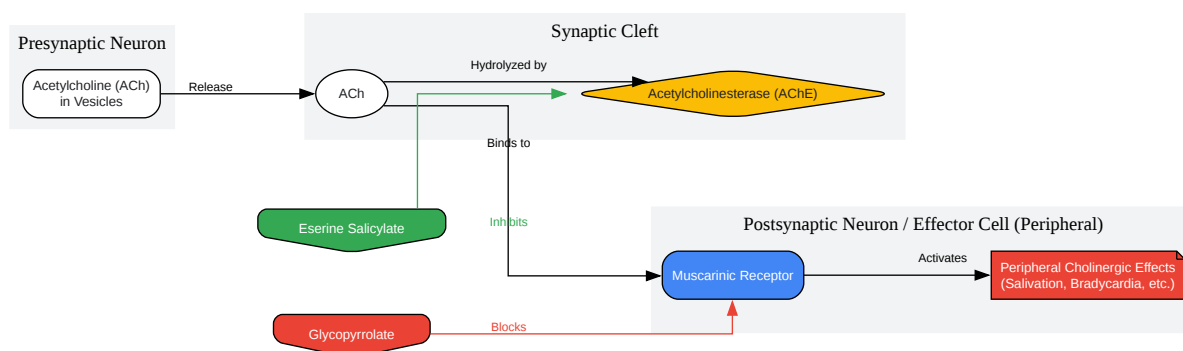 Presynaptic Neuron
Acetylcholine (ACh)
in Vesicles
Release
Synaptic Cleft
ACh
Hydrolyzed by
Acetylcholinesterase (AChE)
Binds to
Eserine Salicylate
Inhibits
Postsynaptic Neuron / Effector Cell (Peripheral)
Muscarinic Receptor
Activates
Peripheral Cholinergic Effects
(Salivation, Bradycardia, etc.)
Glycopyrrolate
Blocks